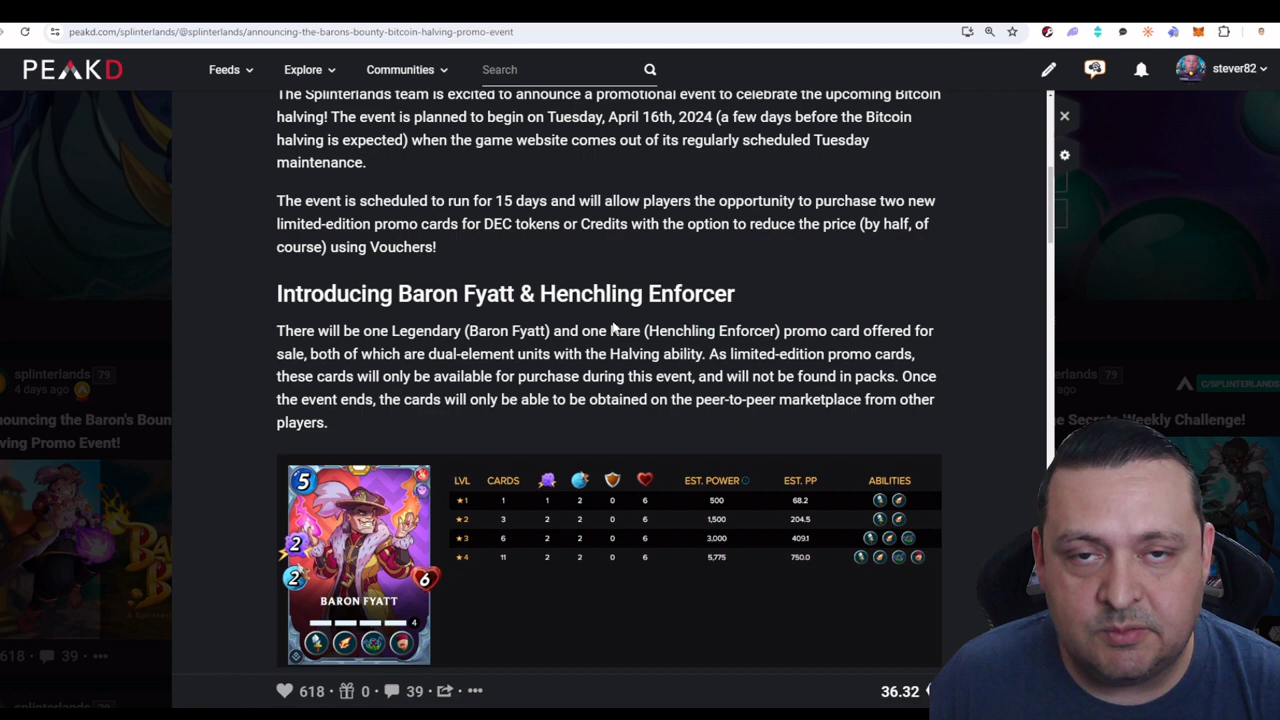 peakd.com/splinterlands/@splinterlands/announcing-the-barons-bounty-bitcoin-halving-promo-event
PEAKD
Feeds
Explore
Communities
Search
stever82
The Splinterlands team is excited to announce a promotional event to celebrate the upcoming Bitcoin
halving! The event is planned to begin on Tuesday, April 16th, 2024 (a few days before the Bitcoin
halving is expected) when the game website comes out of its regularly scheduled Tuesday
maintenance.
The event is scheduled to run for 15 days and will allow players the opportunity to purchase two new
limited-edition promo cards for DEC tokens or Credits with the option to reduce the price (by half, of
course) using Vouchers!
Introducing Baron Fyatt & Henchling Enforcer
There will be one Legendary (Baron Fyatt) and one Rare (Henchling Enforcer) promo card offered for
sale, both of which are dual-element units with the Halving ability. As limited-edition promo cards,
these cards will only be available for purchase during this event, and will not be found in packs. Once
the event ends, the cards will only be able to be obtained on the peer-to-peer marketplace from other
players.
splinterlands 79
4 days ago
ouncing the Baron's Boun
ving Promo Event!
618 39
splinterlands 79
ago
C/SPLINTERLANDS
e Secrets Weekly Challenge!
5
2
2
6
BARON FYATT
4
LVL CARDS EST. POWER EST. PP ABILITIES
1 1 1 2 0 6 500 68.2
2 3 2 2 0 6 1,500 204.5
3 6 2 2 0 6 3,000 409.1
4 11 2 2 0 6 5,775 750.0
618 0 39
36.32